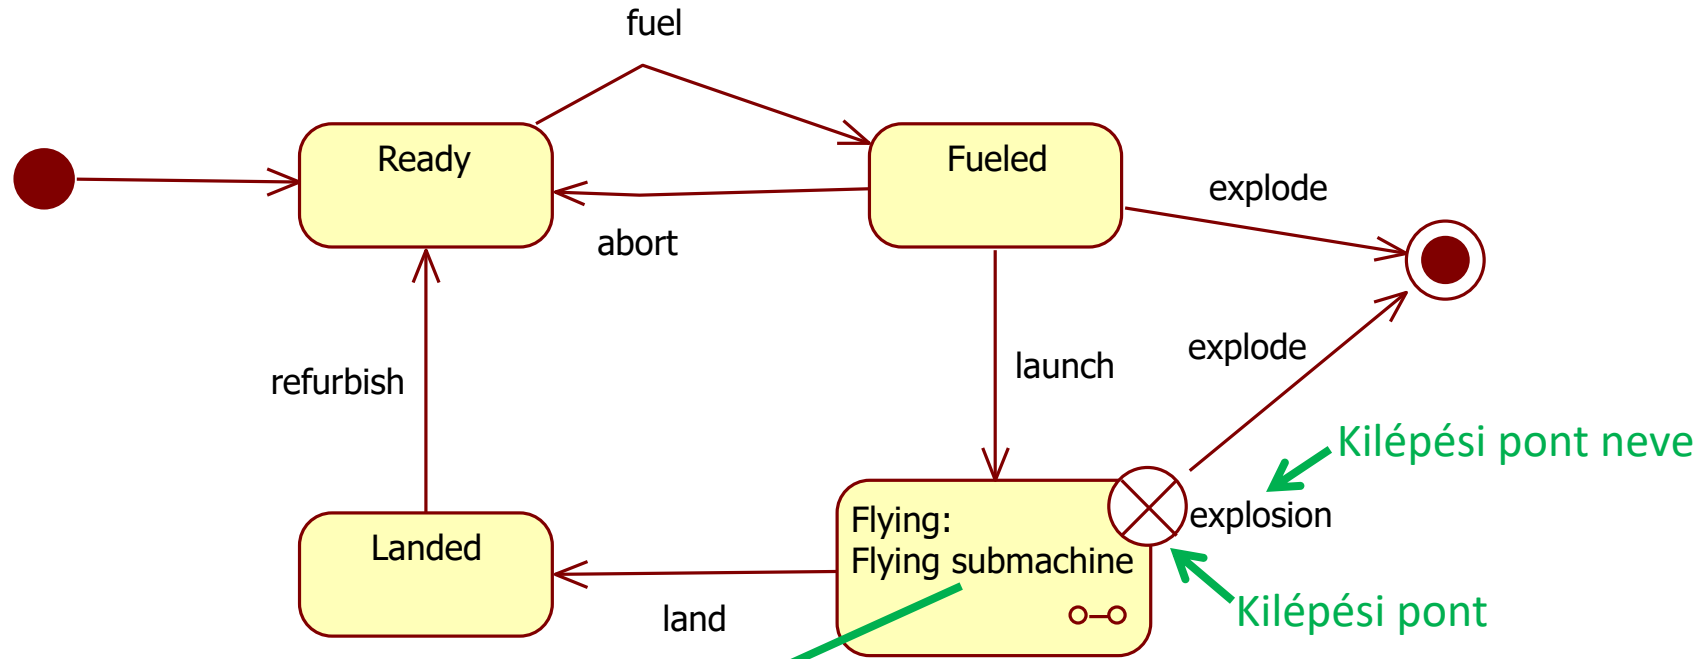 fuel
Ready
Fueled
explode
abort
explode
launch
refurbish
Kilépési pont neve
explosion
Flying:
Flying submachine
Landed
Kilépési pont
land